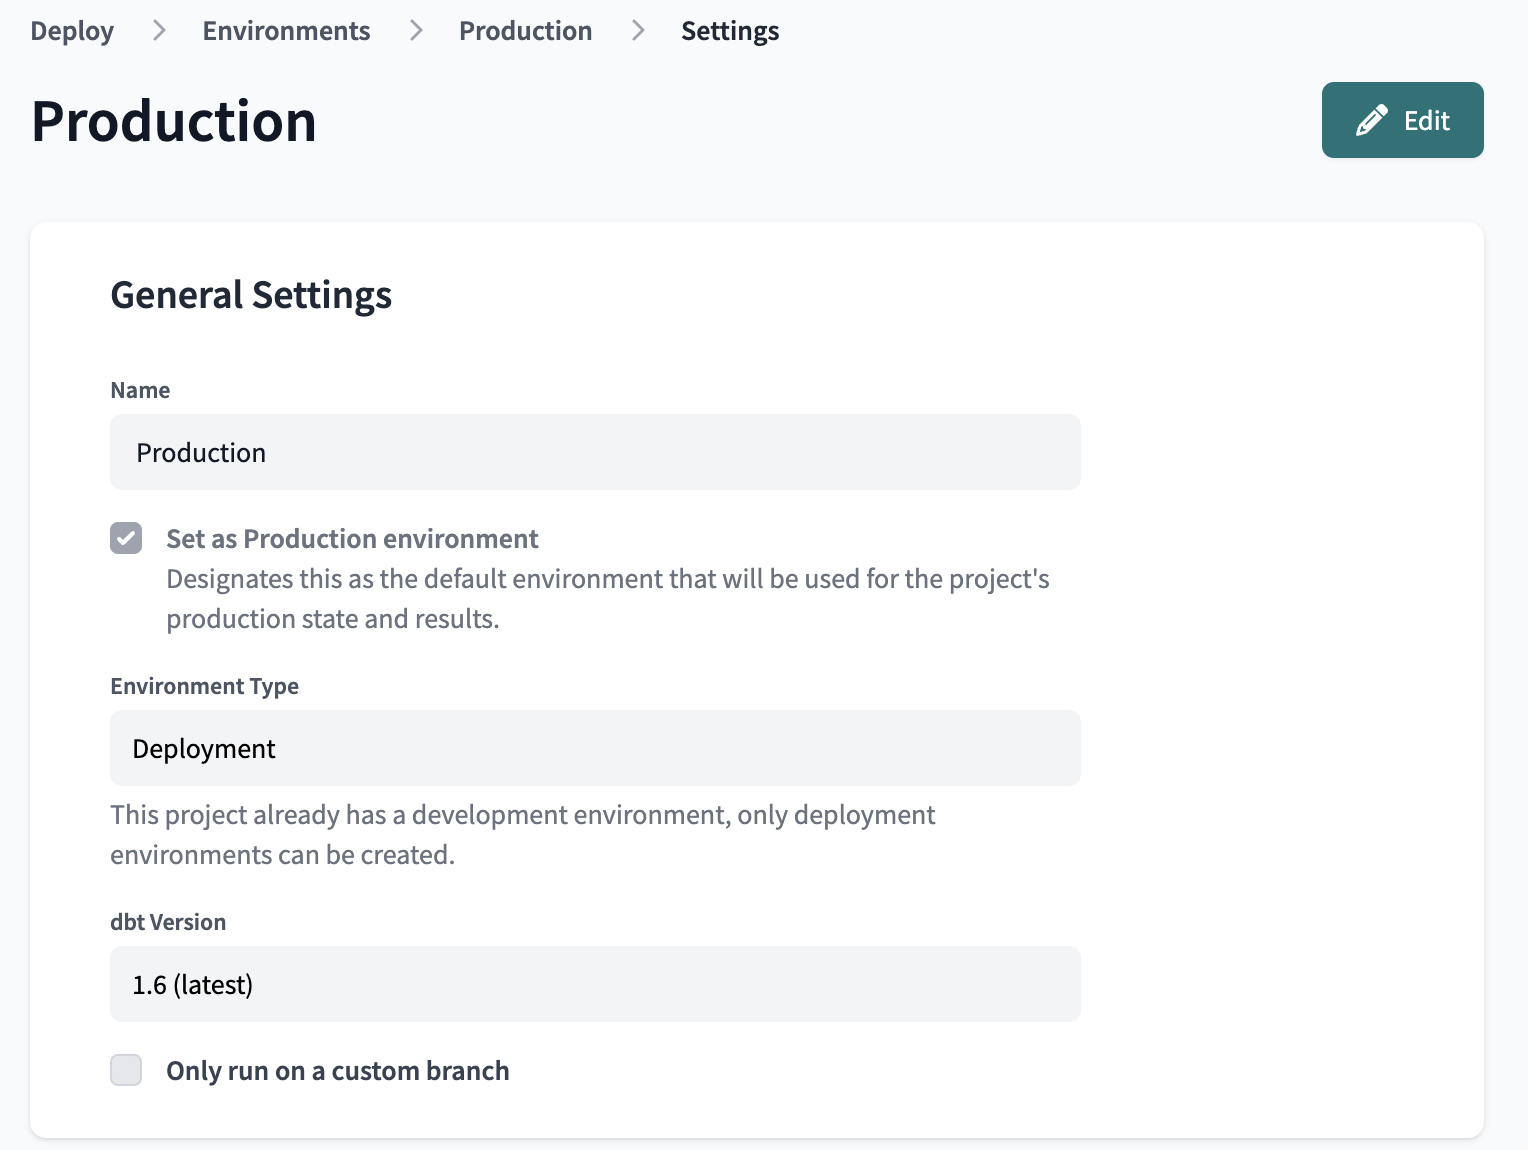 Deploy > Environments > Production > Settings
Production
Edit
General Settings
Name
Production
Set as Production environment
Designates this as the default environment that will be used for the project's
production state and results.
Environment Type
Deployment
This project already has a development environment, only deployment
environments can be created.
dbt Version
1.6 (latest)
Only run on a custom branch